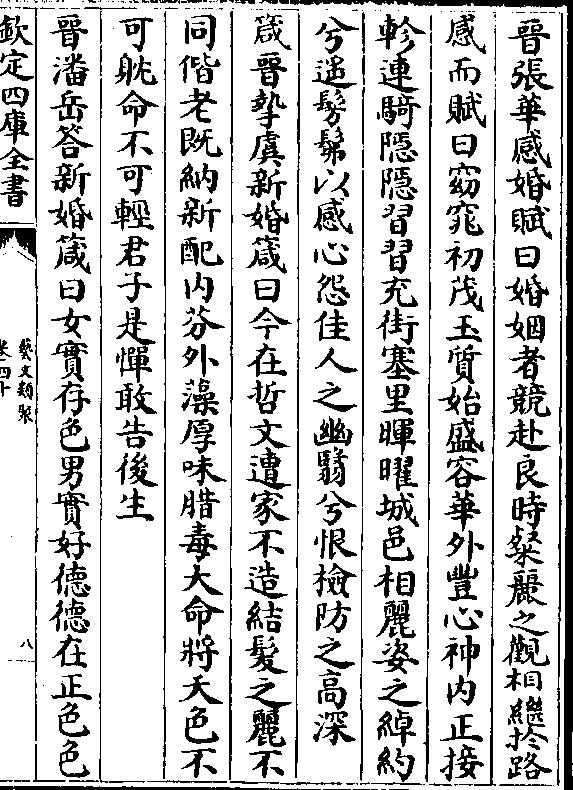 晉張華感婚賦曰婚姻者競赴良時粲麗之觀相繼於路
感而賦曰窈窕初茂玉質始盛容華外豐心神内正接
軫連騎隱隱習習充街塞里暉曜城邑相麗姿之綽約
兮遥髣髴以感心怨佳人之幽翳兮恨檢防之高深
箴晉摯虞新婚箴曰今在哲文遭家不造結髮之麗不
同偕老既納新配内芬外藻厚味腊毒大命將夭色不
可躭命不可輕君子是憚敢告後生
晉潘岳答新婚箴曰女實存色男實好德德在正色色
欽定四庫全書
藝文類聚
卷四十
八